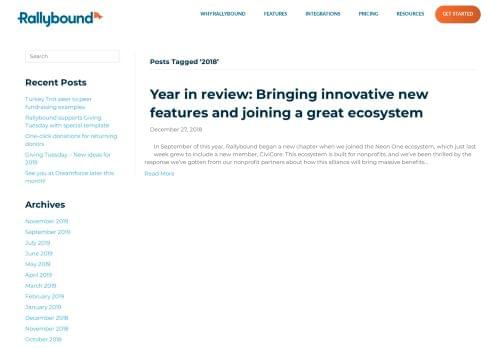 Rallybound
WHY RALLYBOUND
FEATURES
INTEGRATIONS
PRICING
RESOURCES
GET STARTED
Search
Recent Posts
Turkey Trot peer to peer
fundraising examples
Rallybound supports Giving
Tuesday with special template
One-click donations for returning
donors
Giving Tuesday – New ideas for
2019
See you at Dreamforce later this
month!
Archives
November 2019
September 2019
July 2019
June 2019
May 2019
April 2019
March 2019
February 2019
January 2019
December 2018
November 2018
October 2018
Posts Tagged '2018'
Year in review: Bringing innovative new
features and joining a great ecosystem
December 27, 2018
In September of this year, Rallybound began a new chapter when we joined the Neon One ecosystem, which just last
week grew to include a new member, CiviCore. This ecosystem is built for nonprofits, and we've been thrilled by the
response we've gotten from our nonprofit partners about how this alliance will bring massive benefits…
Read More